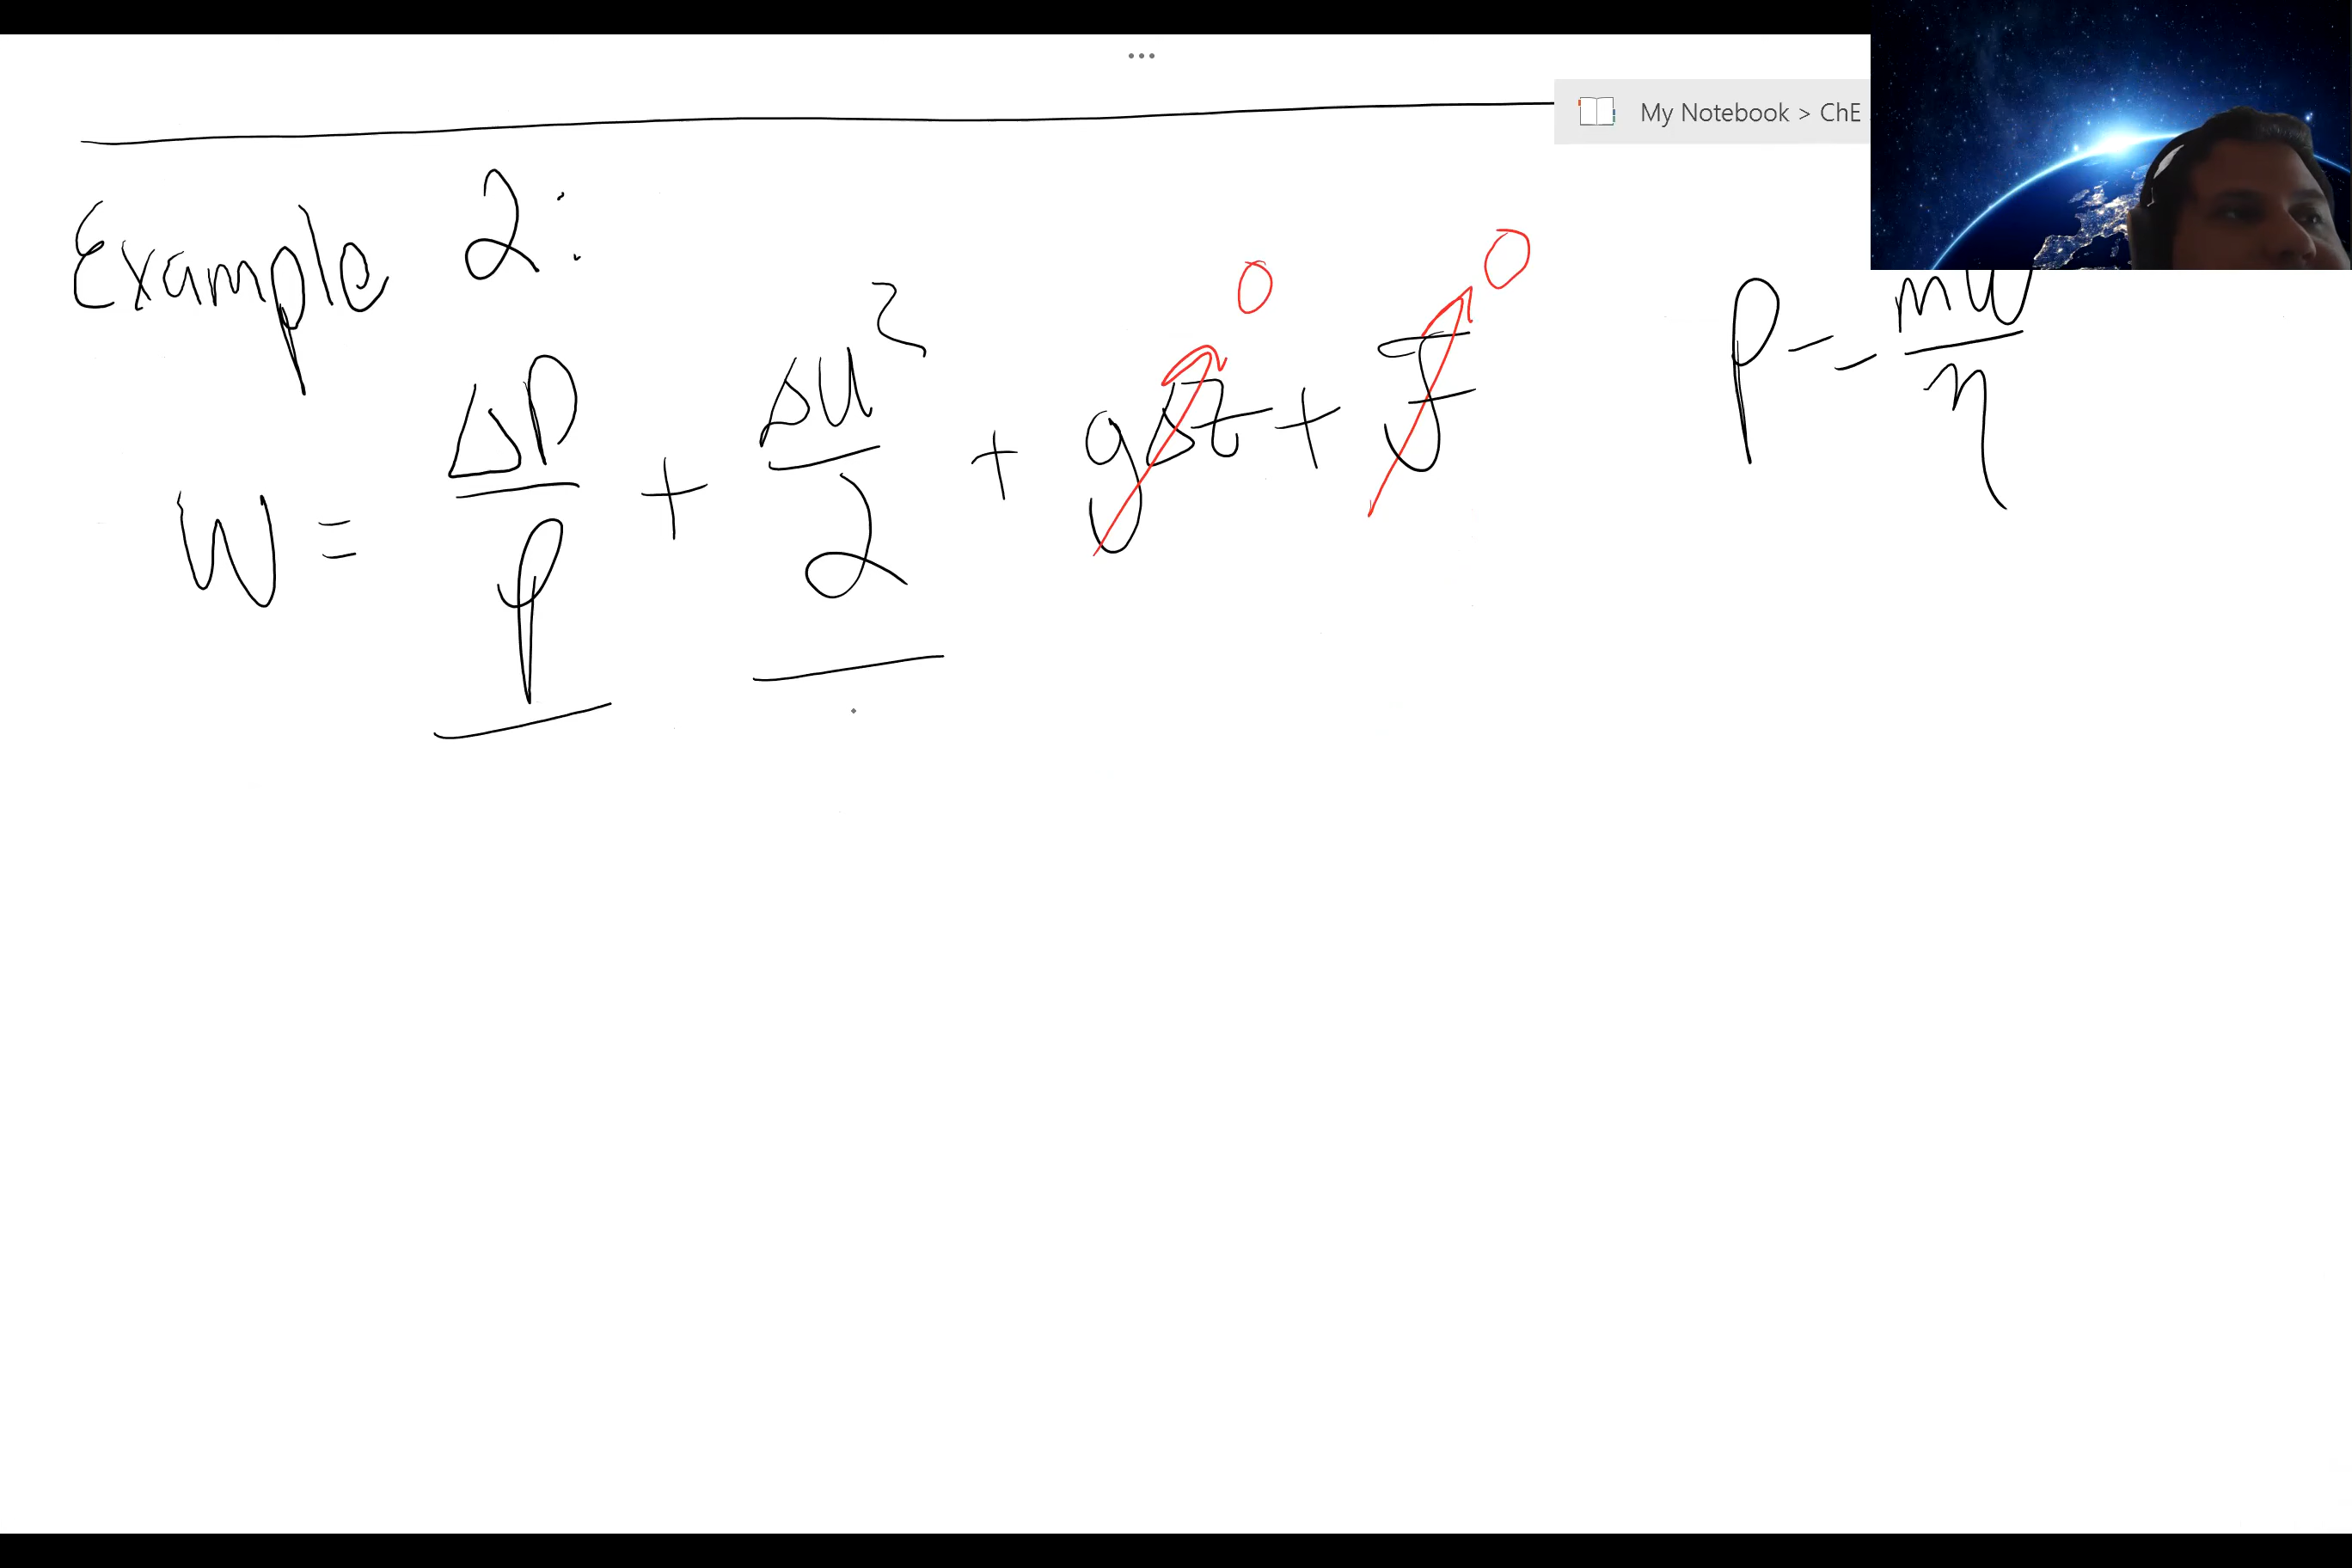 ...
My Notebook > ChE
Example 2:
W = ΔP/ρ + Δu²/2 + gΔz + F
0 0
P = mW/η